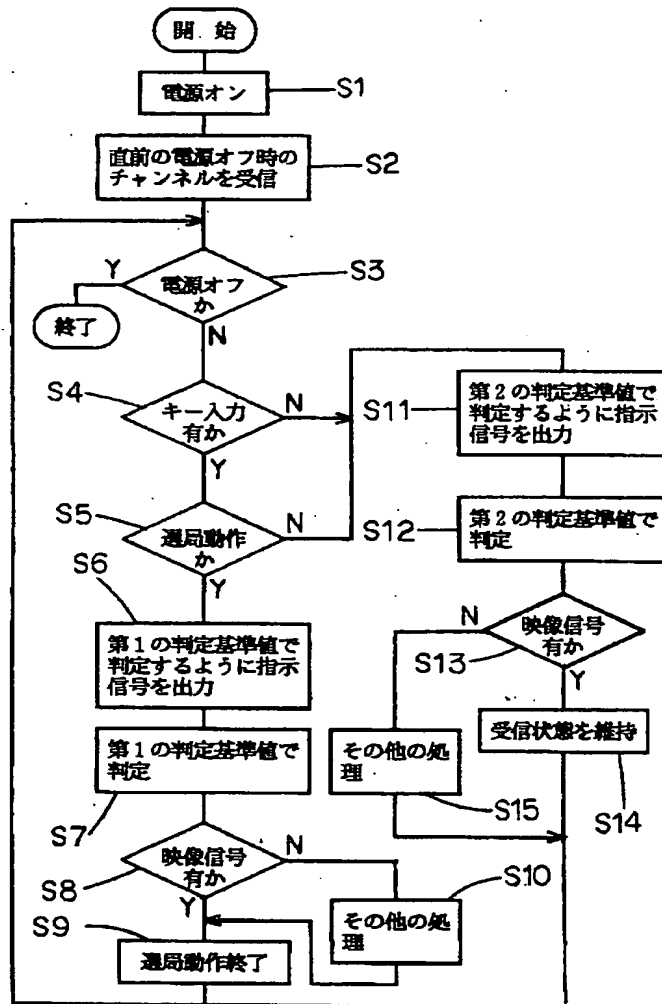 開 始
電源オン
S1
直前の電源オフ時の
チャンネルを受信
S2
電源オフ
か
S3
Y
終了
N
S4
キー入力
有か
N
Y
S5
選局動作
か
N
Y
S6
第1の判定基準値で
判定するように指示
信号を出力
第1の判定基準値で
判定
S7
映像信号
有か
S8
N
Y
S9
選局動作終了
その他の処
理
S10
S11
第2の判定基準値で
判定するように指示
信号を出力
S12
第2の判定基準値で
判定
映像信号
有か
N
S13
Y
受信状態を維持
S14
その他の処
理
S15